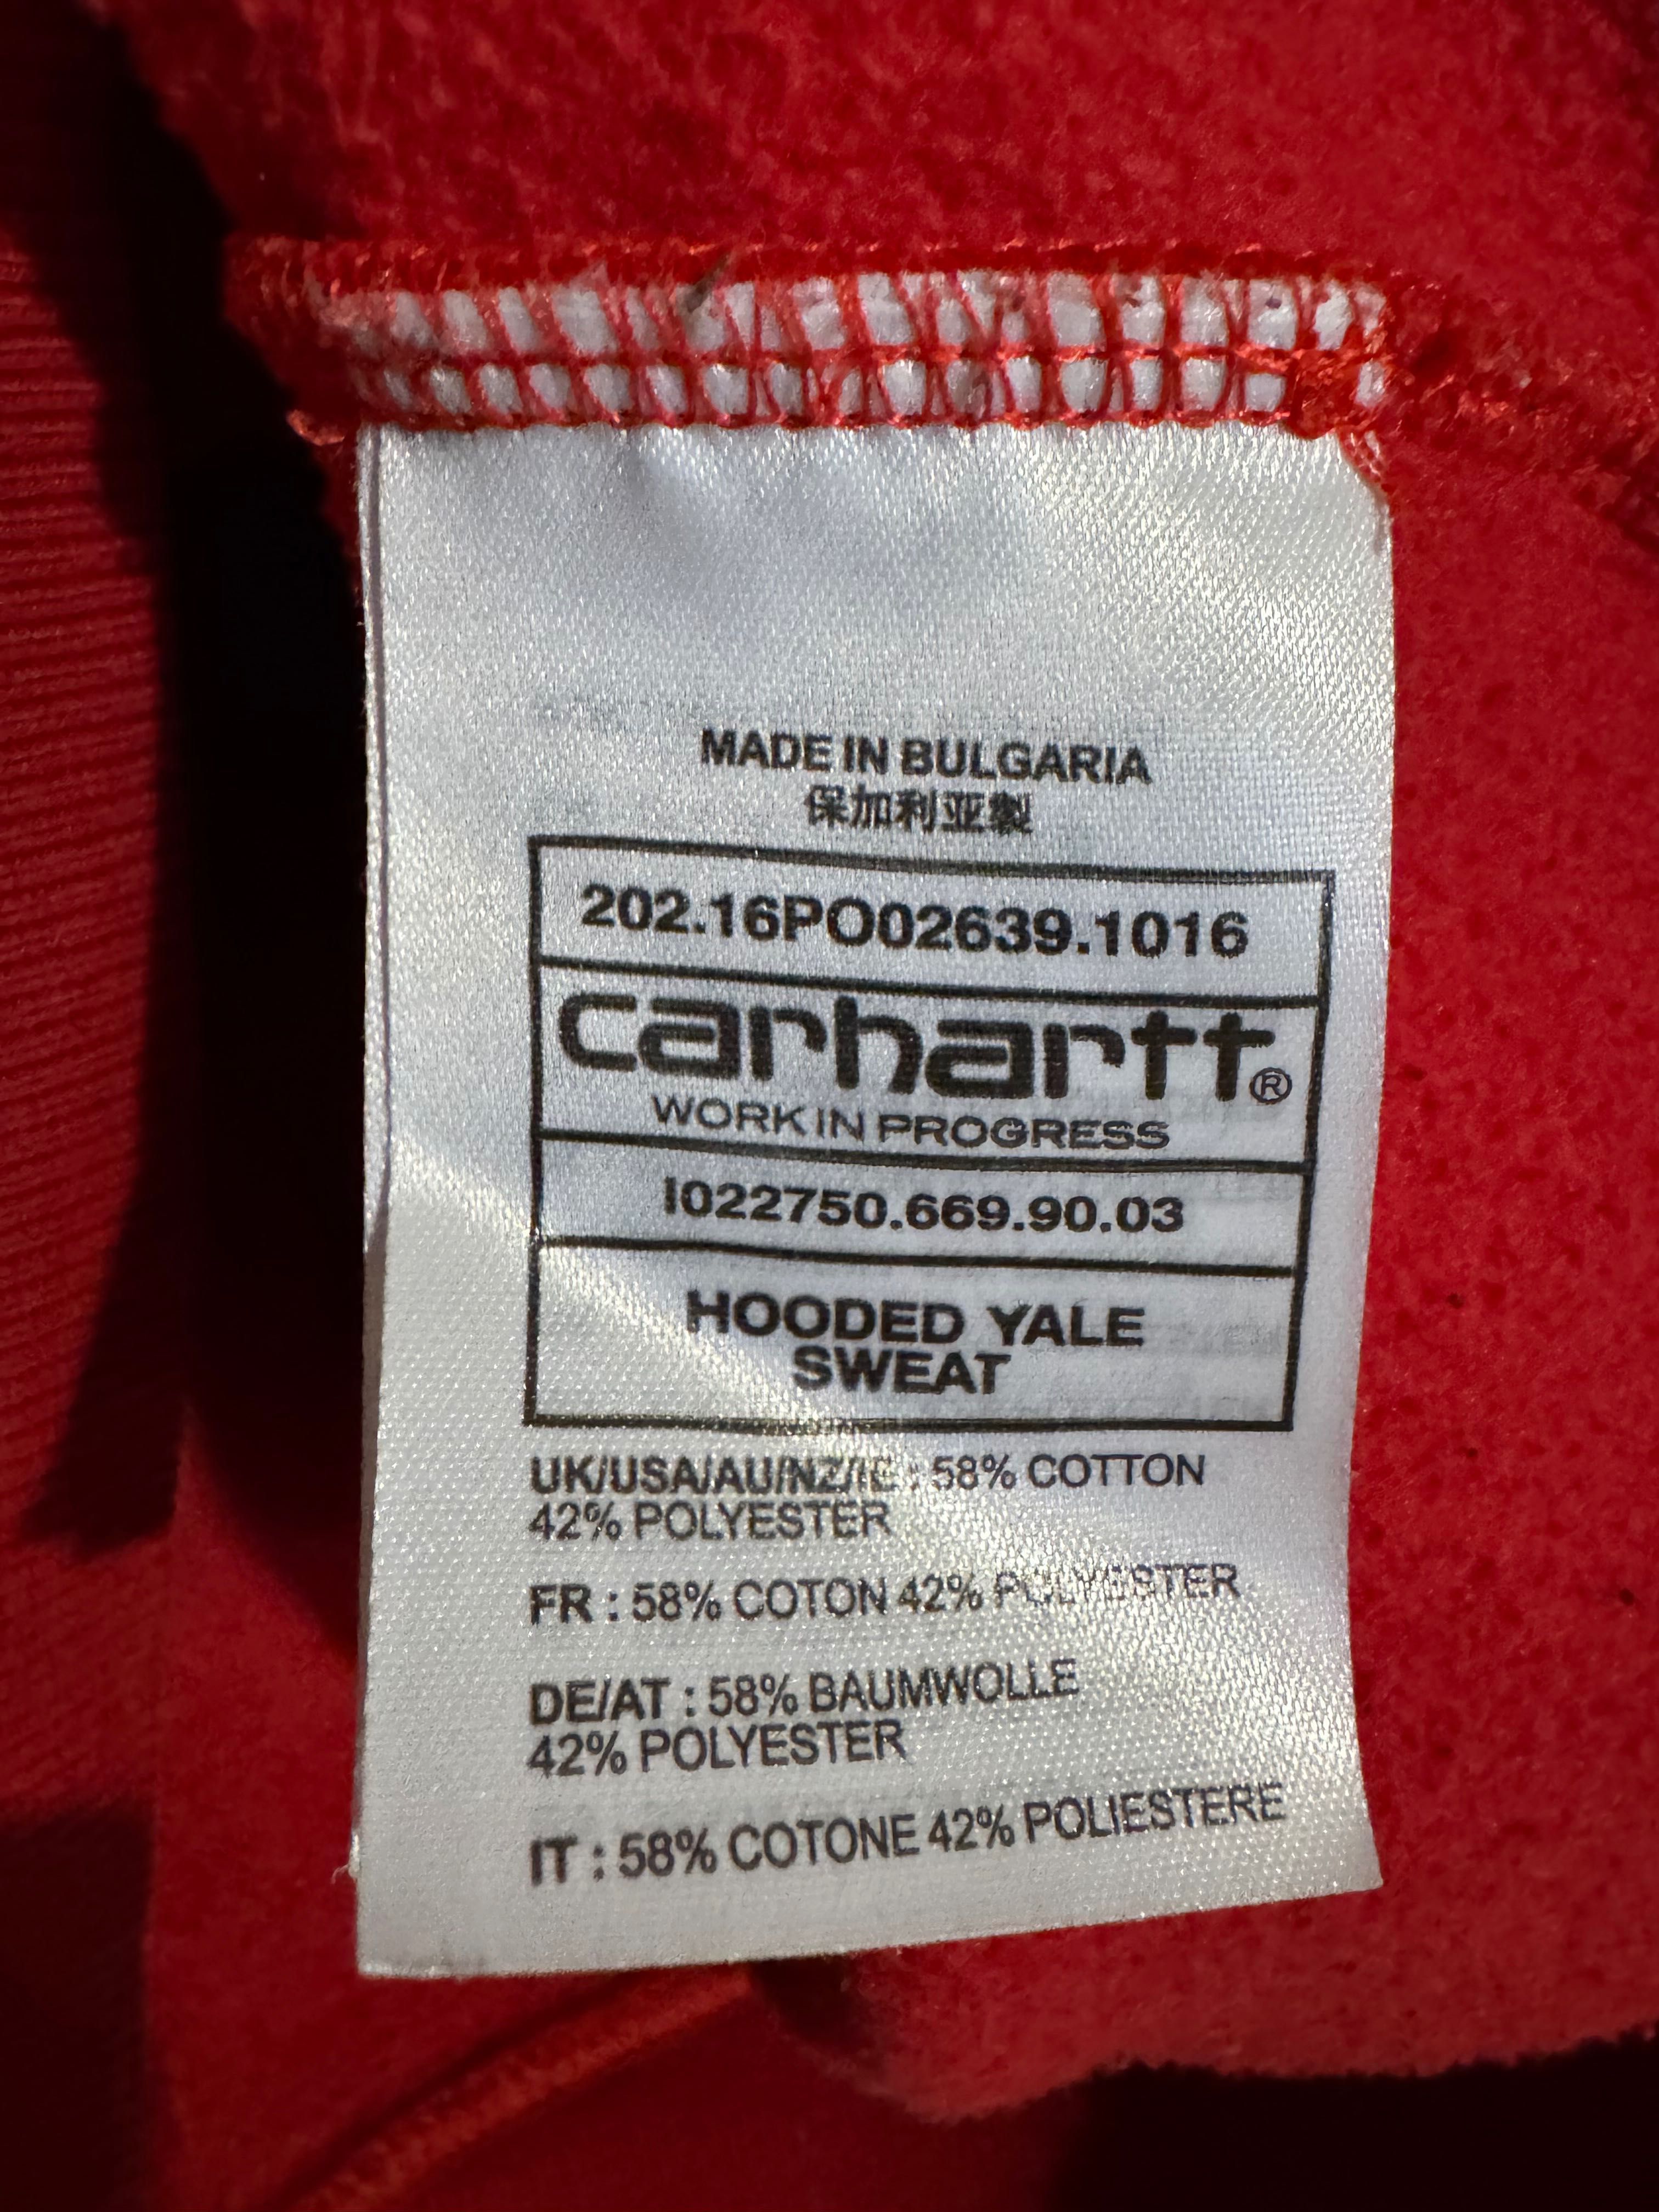 MADE IN BULGARIA
保加利亚製
202.16PO02639.1016
carhartt®
WORK IN PROGRESS
I022750.669.90.03
HOODED YALE
SWEAT
UK/USA/AU/NZ/IE : 58% COTTON
42% POLYESTER
FR : 58% COTON 42% POLYESTER
DE/AT : 58% BAUMWOLLE
42% POLYESTER
IT : 58% COTONE 42% POLIESTERE